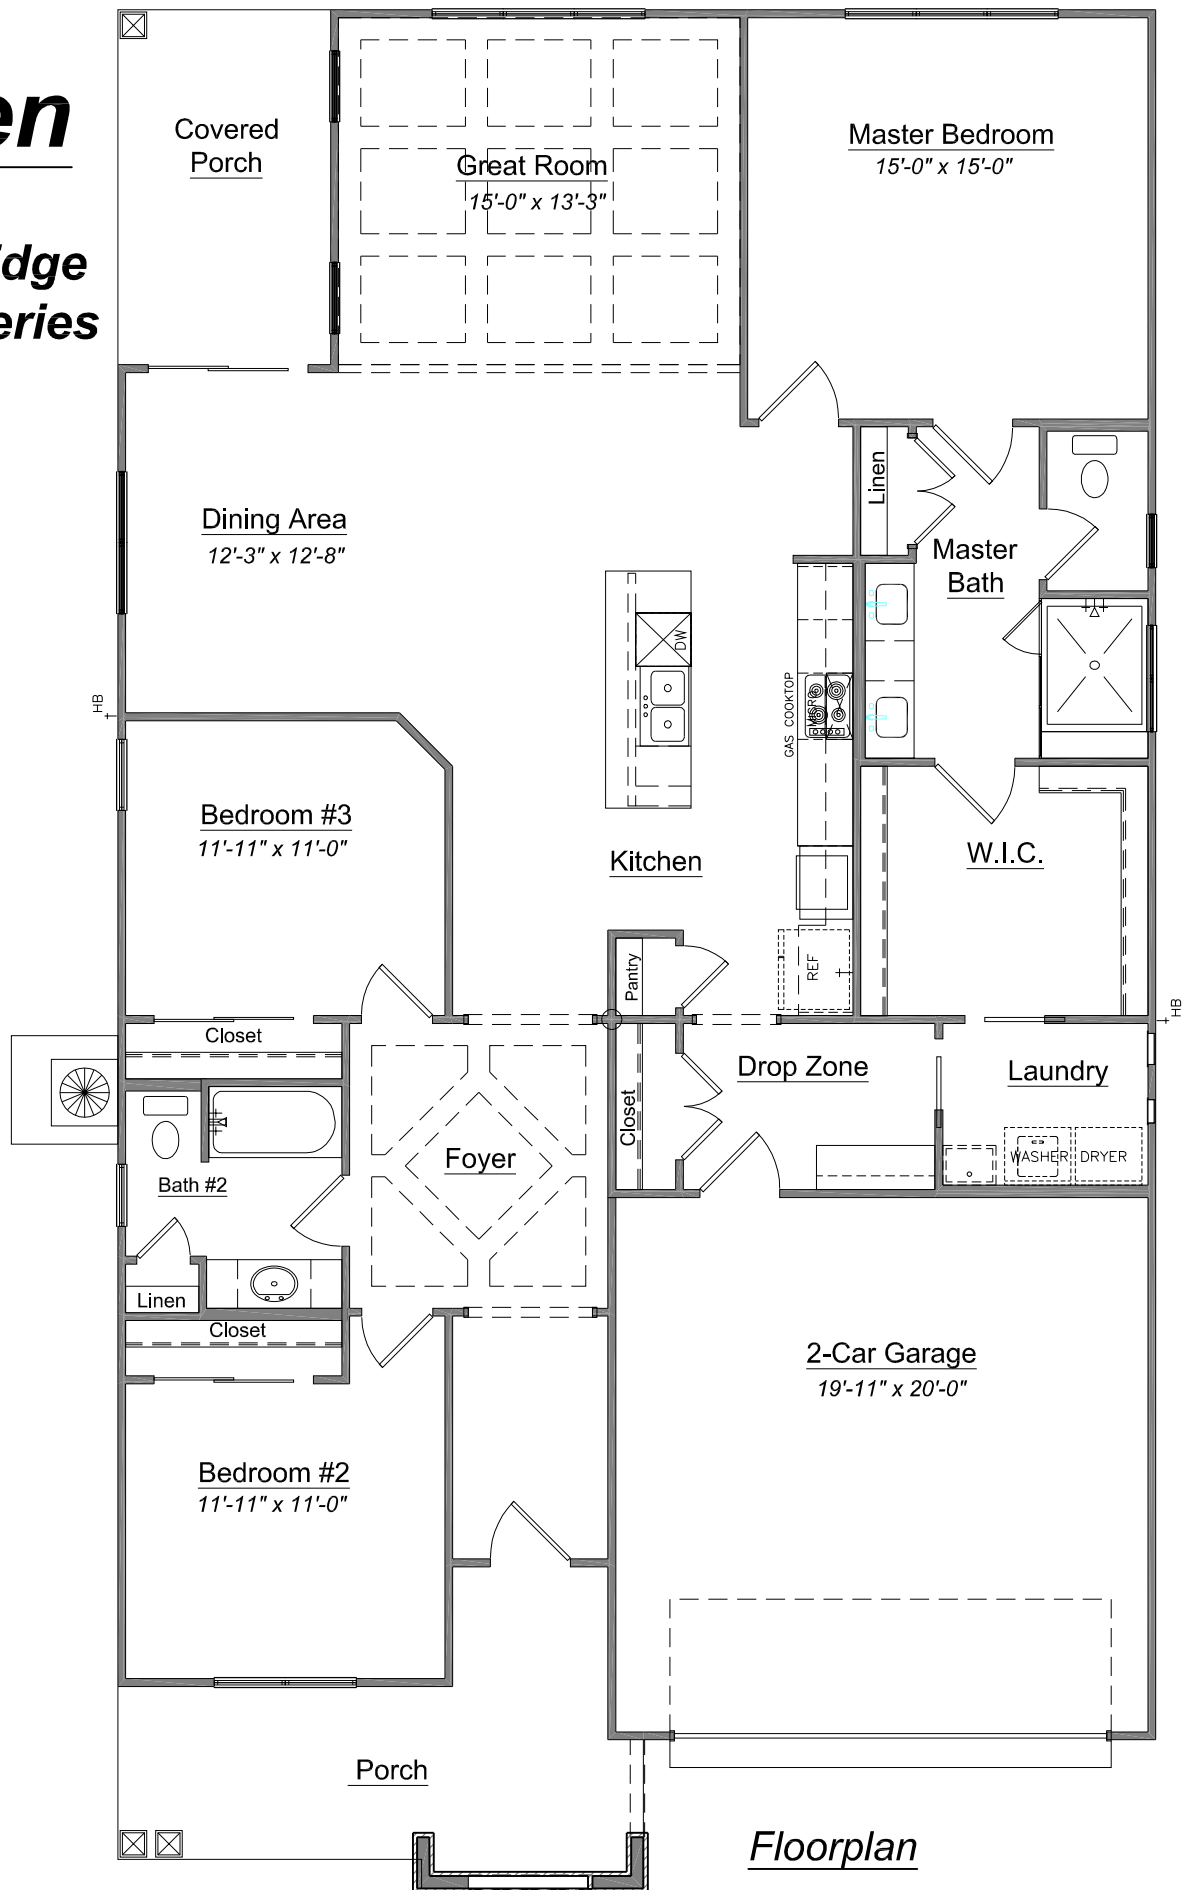 en
Covered
Porch
Great Room
15'-0" x 13'-3"
Master Bedroom
15'-0" x 15'-0"
eries
Linen
Dining Area
12'-3" x 12'-8"
Master
Bath
DW
HB
GAS COOKTOP
Bedroom #3
11'-11" x 11'-0"
Kitchen
W.I.C.
Pantry
REF
HB
Closet
Closet
Drop Zone
Laundry
WASHER
DRYER
Foyer
Bath #2
Linen
Closet
2-Car Garage
19'-11" x 20'-0"
Bedroom #2
11'-11" x 11'-0"
Porch
Floorplan